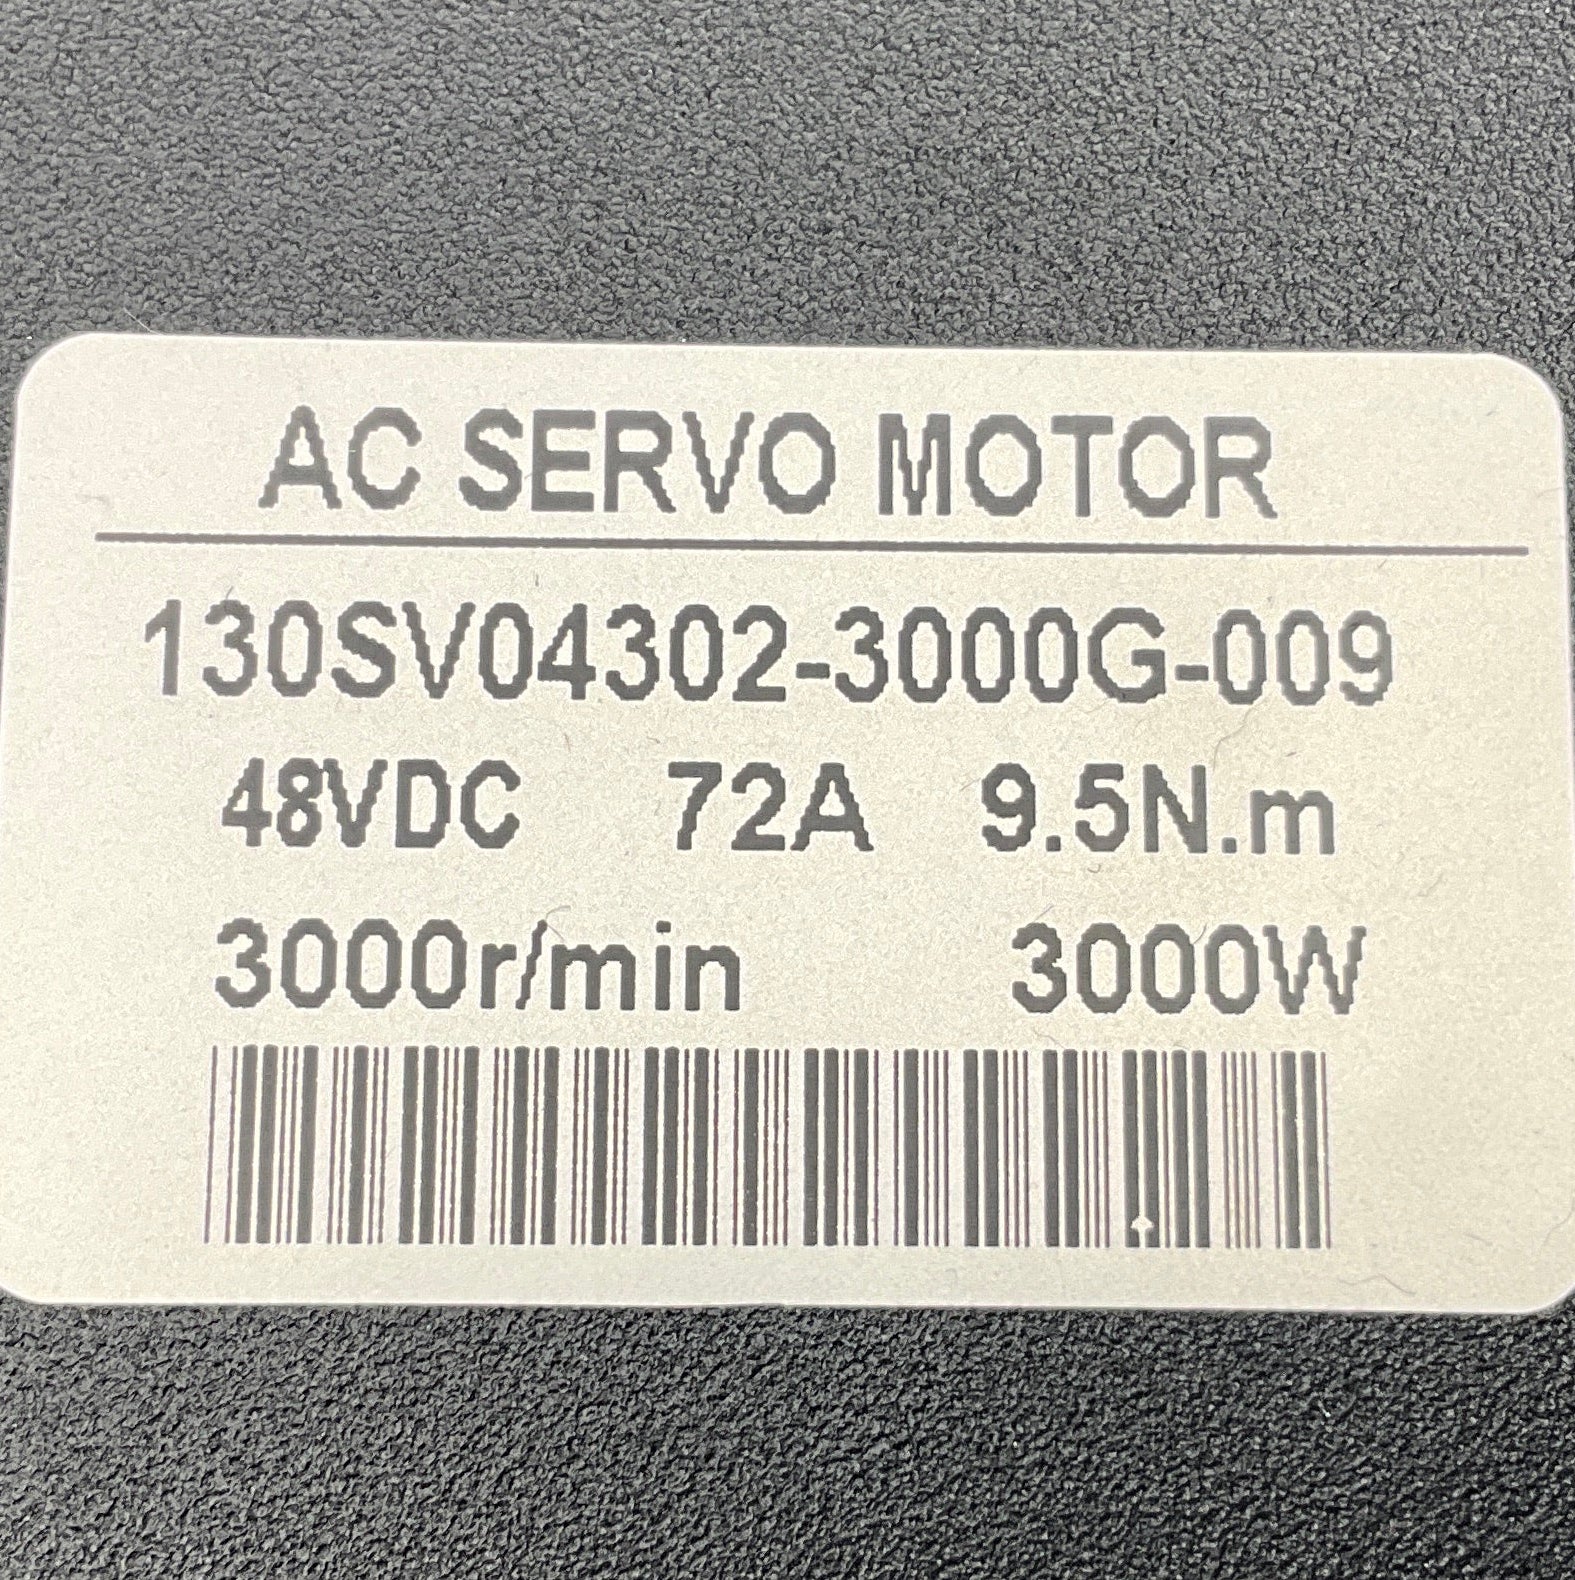 AC SERVO MOTOR
130SV04302-3000G-009
48VDC 72A 9.5N.m
3000r/min 3000W